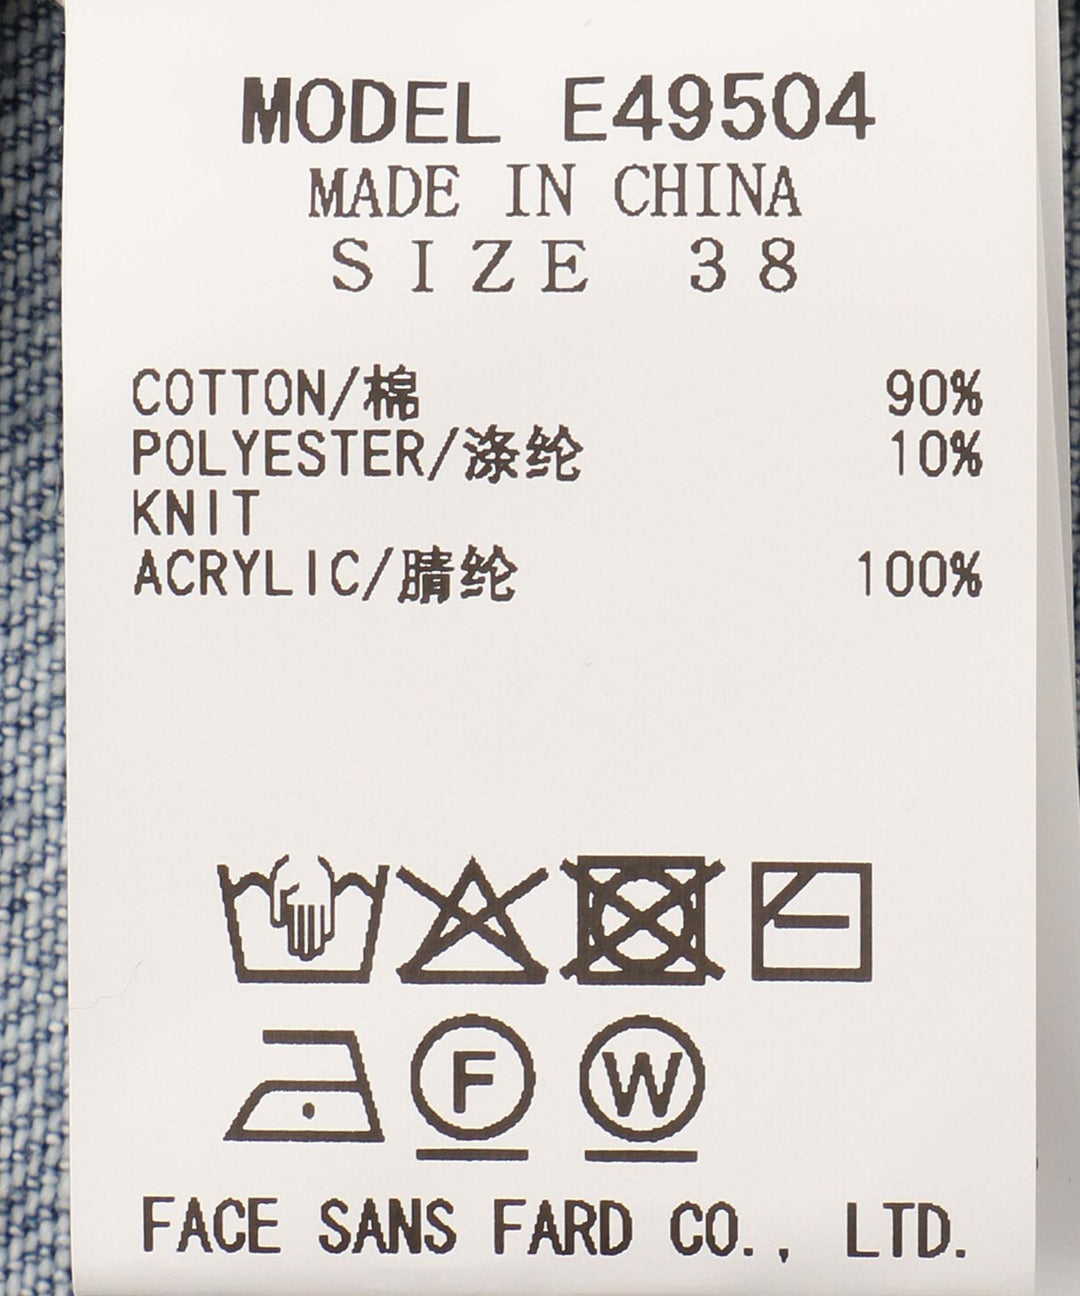 MODEL E49504
MADE IN CHINA
SIZE 38
COTTON/棉 90%
POLYESTER/涤纶 10%
KNIT
ACRYLIC/腈纶 100%
F W
FACE SANS FARD CO., LTD.